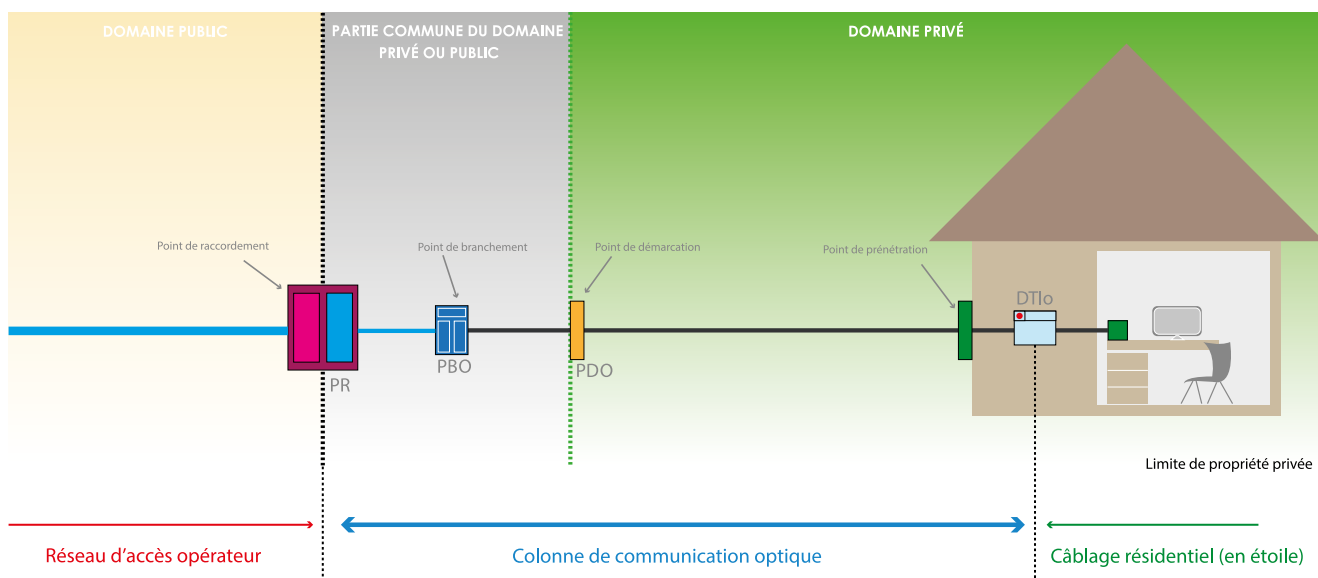 DOMAINE PUBLIC
PARTIE COMMUNE DU DOMAINE
PRIVÉ OU PUBLIC
DOMAINE PRIVÉ
Point de raccordement
Point de branchement
Point de démarcation
Point de prénétration
DTIo
PBO
PDO
PR
Limite de propriété privée
Réseau d'accès opérateur
Colonne de communication optique
Câblage résidentiel (en étoile)